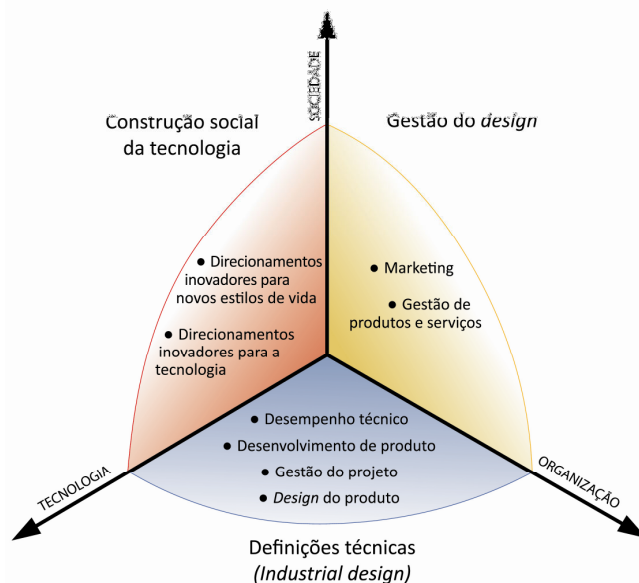 SOCIEDADE
Construção social
da tecnologia
Gestão do design
● Direcionamentos
inovadores para
novos estilos de vida
● Direcionamentos
inovadores para a
tecnologia
● Marketing
● Gestão de
produtos e serviços
● Desempenho técnico
● Desenvolvimento de produto
● Gestão do projeto
● Design do produto
TECNOLOGIA
ORGANIZAÇÃO
Definições técnicas
(Industrial design)